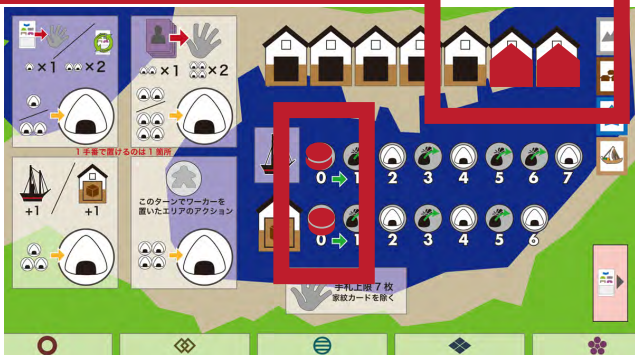 ×1 ×2
×1 ×2
1手番で置けるのは1箇所
+1 +1
このターンでワーカーを
置いたエリアのアクション
0 1 2 3 4 5 6 7
0 1 2 3 4 5 6
手札上限7枚
家紋カードを除く